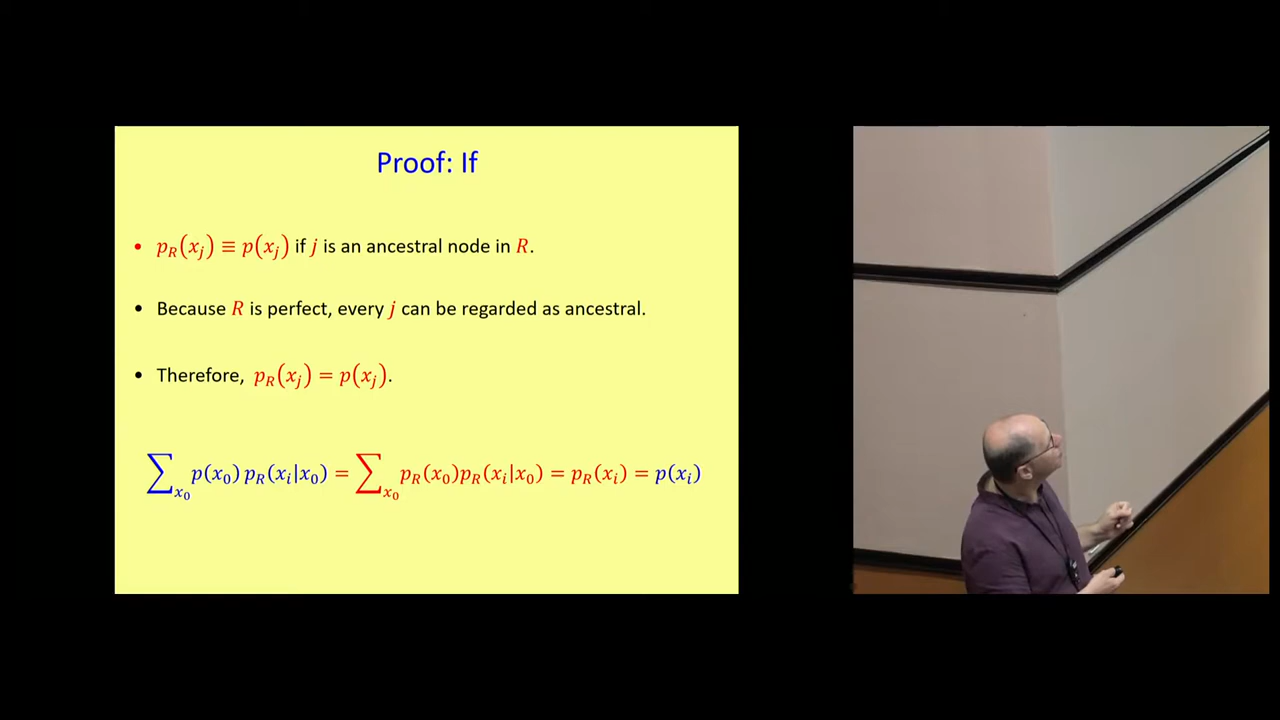 Proof: If
• p_R(x_j) ≡ p(x_j) if j is an ancestral node in R.
• Because R is perfect, every j can be regarded as ancestral.
• Therefore, p_R(x_j) = p(x_j).
∑_{x_0} p(x_0) p_R(x_i|x_0) = ∑_{x_0} p_R(x_0)p_R(x_i|x_0) = p_R(x_i) = p(x_i)